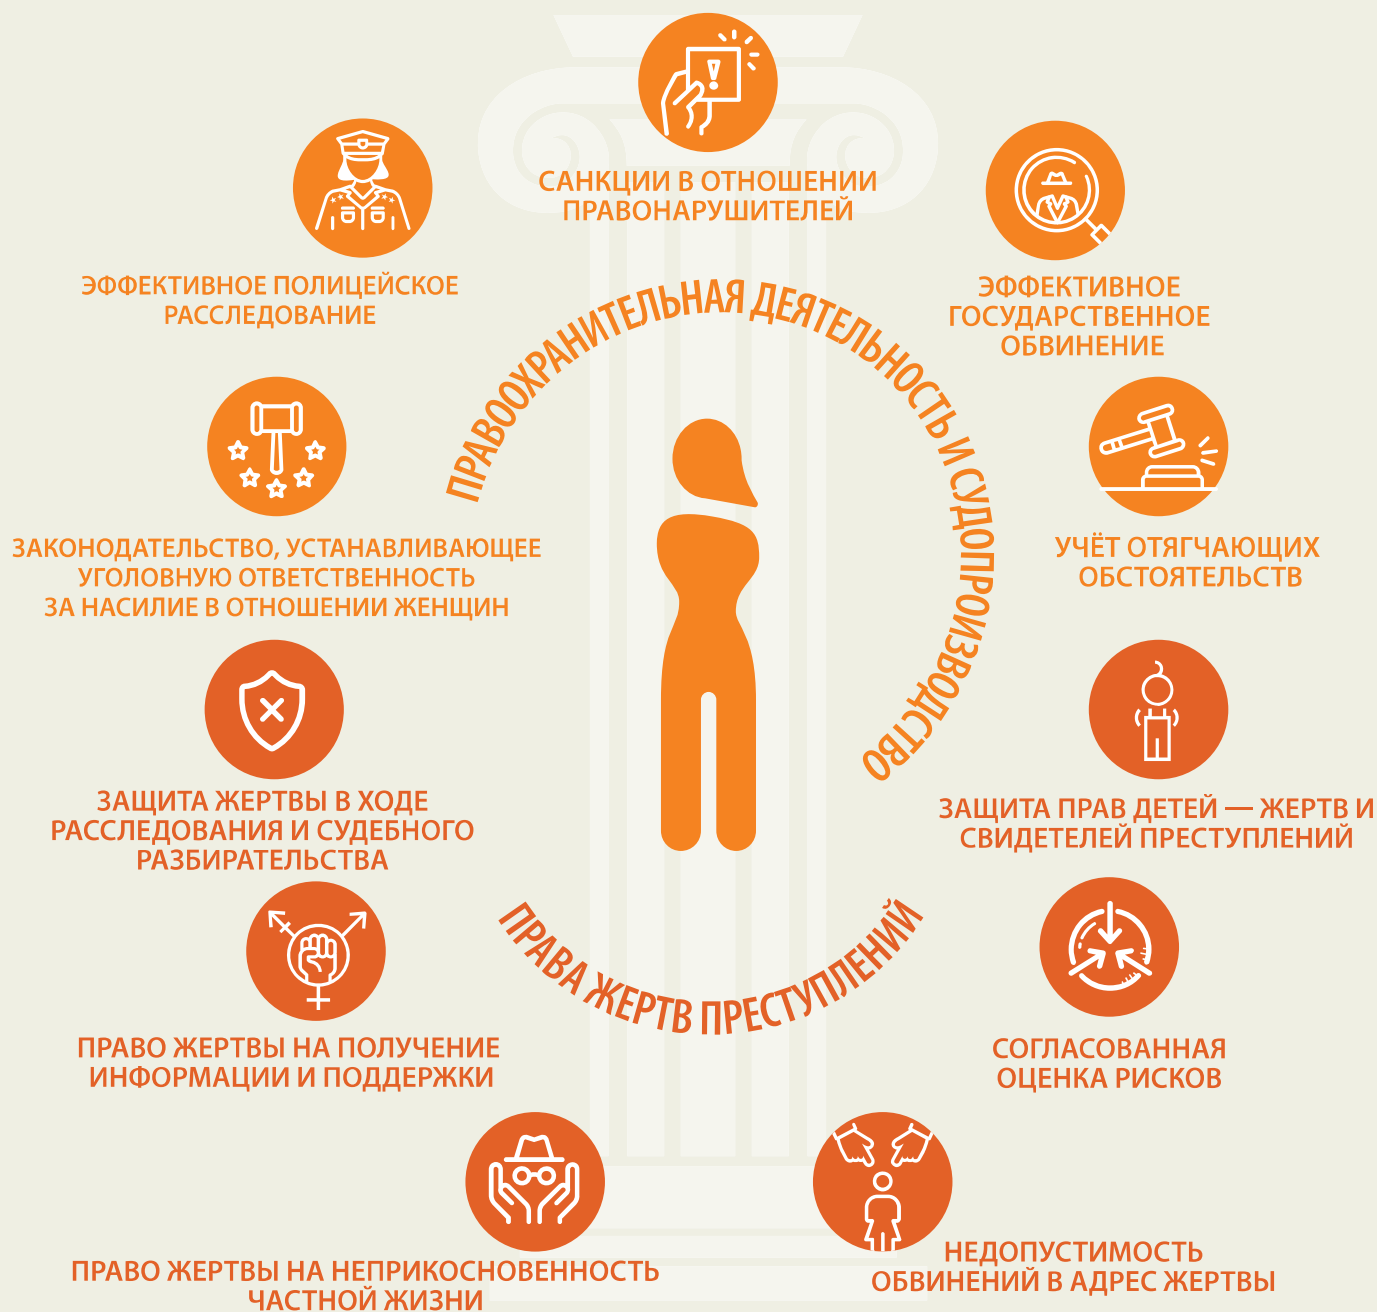 САНКЦИИ В ОТНОШЕНИИ
ПРАВОНАРУШИТЕЛЕЙ
ЭФФЕКТИВНОЕ ПОЛИЦЕЙСКОЕ
РАССЛЕДОВАНИЕ
ЭФФЕКТИВНОЕ
ГОСУДАРСТВЕННОЕ
ОБВИНЕНИЕ
ПРАВООХРАНИТЕЛЬНАЯ ДЕЯТЕЛЬНОСТЬ И СУДОПРОИЗВОДСТВО
ЗАКОНОДАТЕЛЬСТВО, УСТАНАВЛИВАЮЩЕЕ
УГОЛОВНУЮ ОТВЕТСТВЕННОСТЬ
ЗА НАСИЛИЕ В ОТНОШЕНИИ ЖЕНЩИН
УЧЁТ ОТЯГЧАЮЩИХ
ОБСТОЯТЕЛЬСТВ
ЗАЩИТА ЖЕРТВЫ В ХОДЕ
РАССЛЕДОВАНИЯ И СУДЕБНОГО
РАЗБИРАТЕЛЬСТВА
ЗАЩИТА ПРАВ ДЕТЕЙ — ЖЕРТВ И
СВИДЕТЕЛЕЙ ПРЕСТУПЛЕНИЙ
ПРАВА ЖЕРТВ ПРЕСТУПЛЕНИЙ
ПРАВО ЖЕРТВЫ НА ПОЛУЧЕНИЕ
ИНФОРМАЦИИ И ПОДДЕРЖКИ
СОГЛАСОВАННАЯ
ОЦЕНКА РИСКОВ
ПРАВО ЖЕРТВЫ НА НЕПРИКОСНОВЕННОСТЬ
ЧАСТНОЙ ЖИЗНИ
НЕДОПУСТИМОСТЬ
ОБВИНЕНИЙ В АДРЕС ЖЕРТВЫ